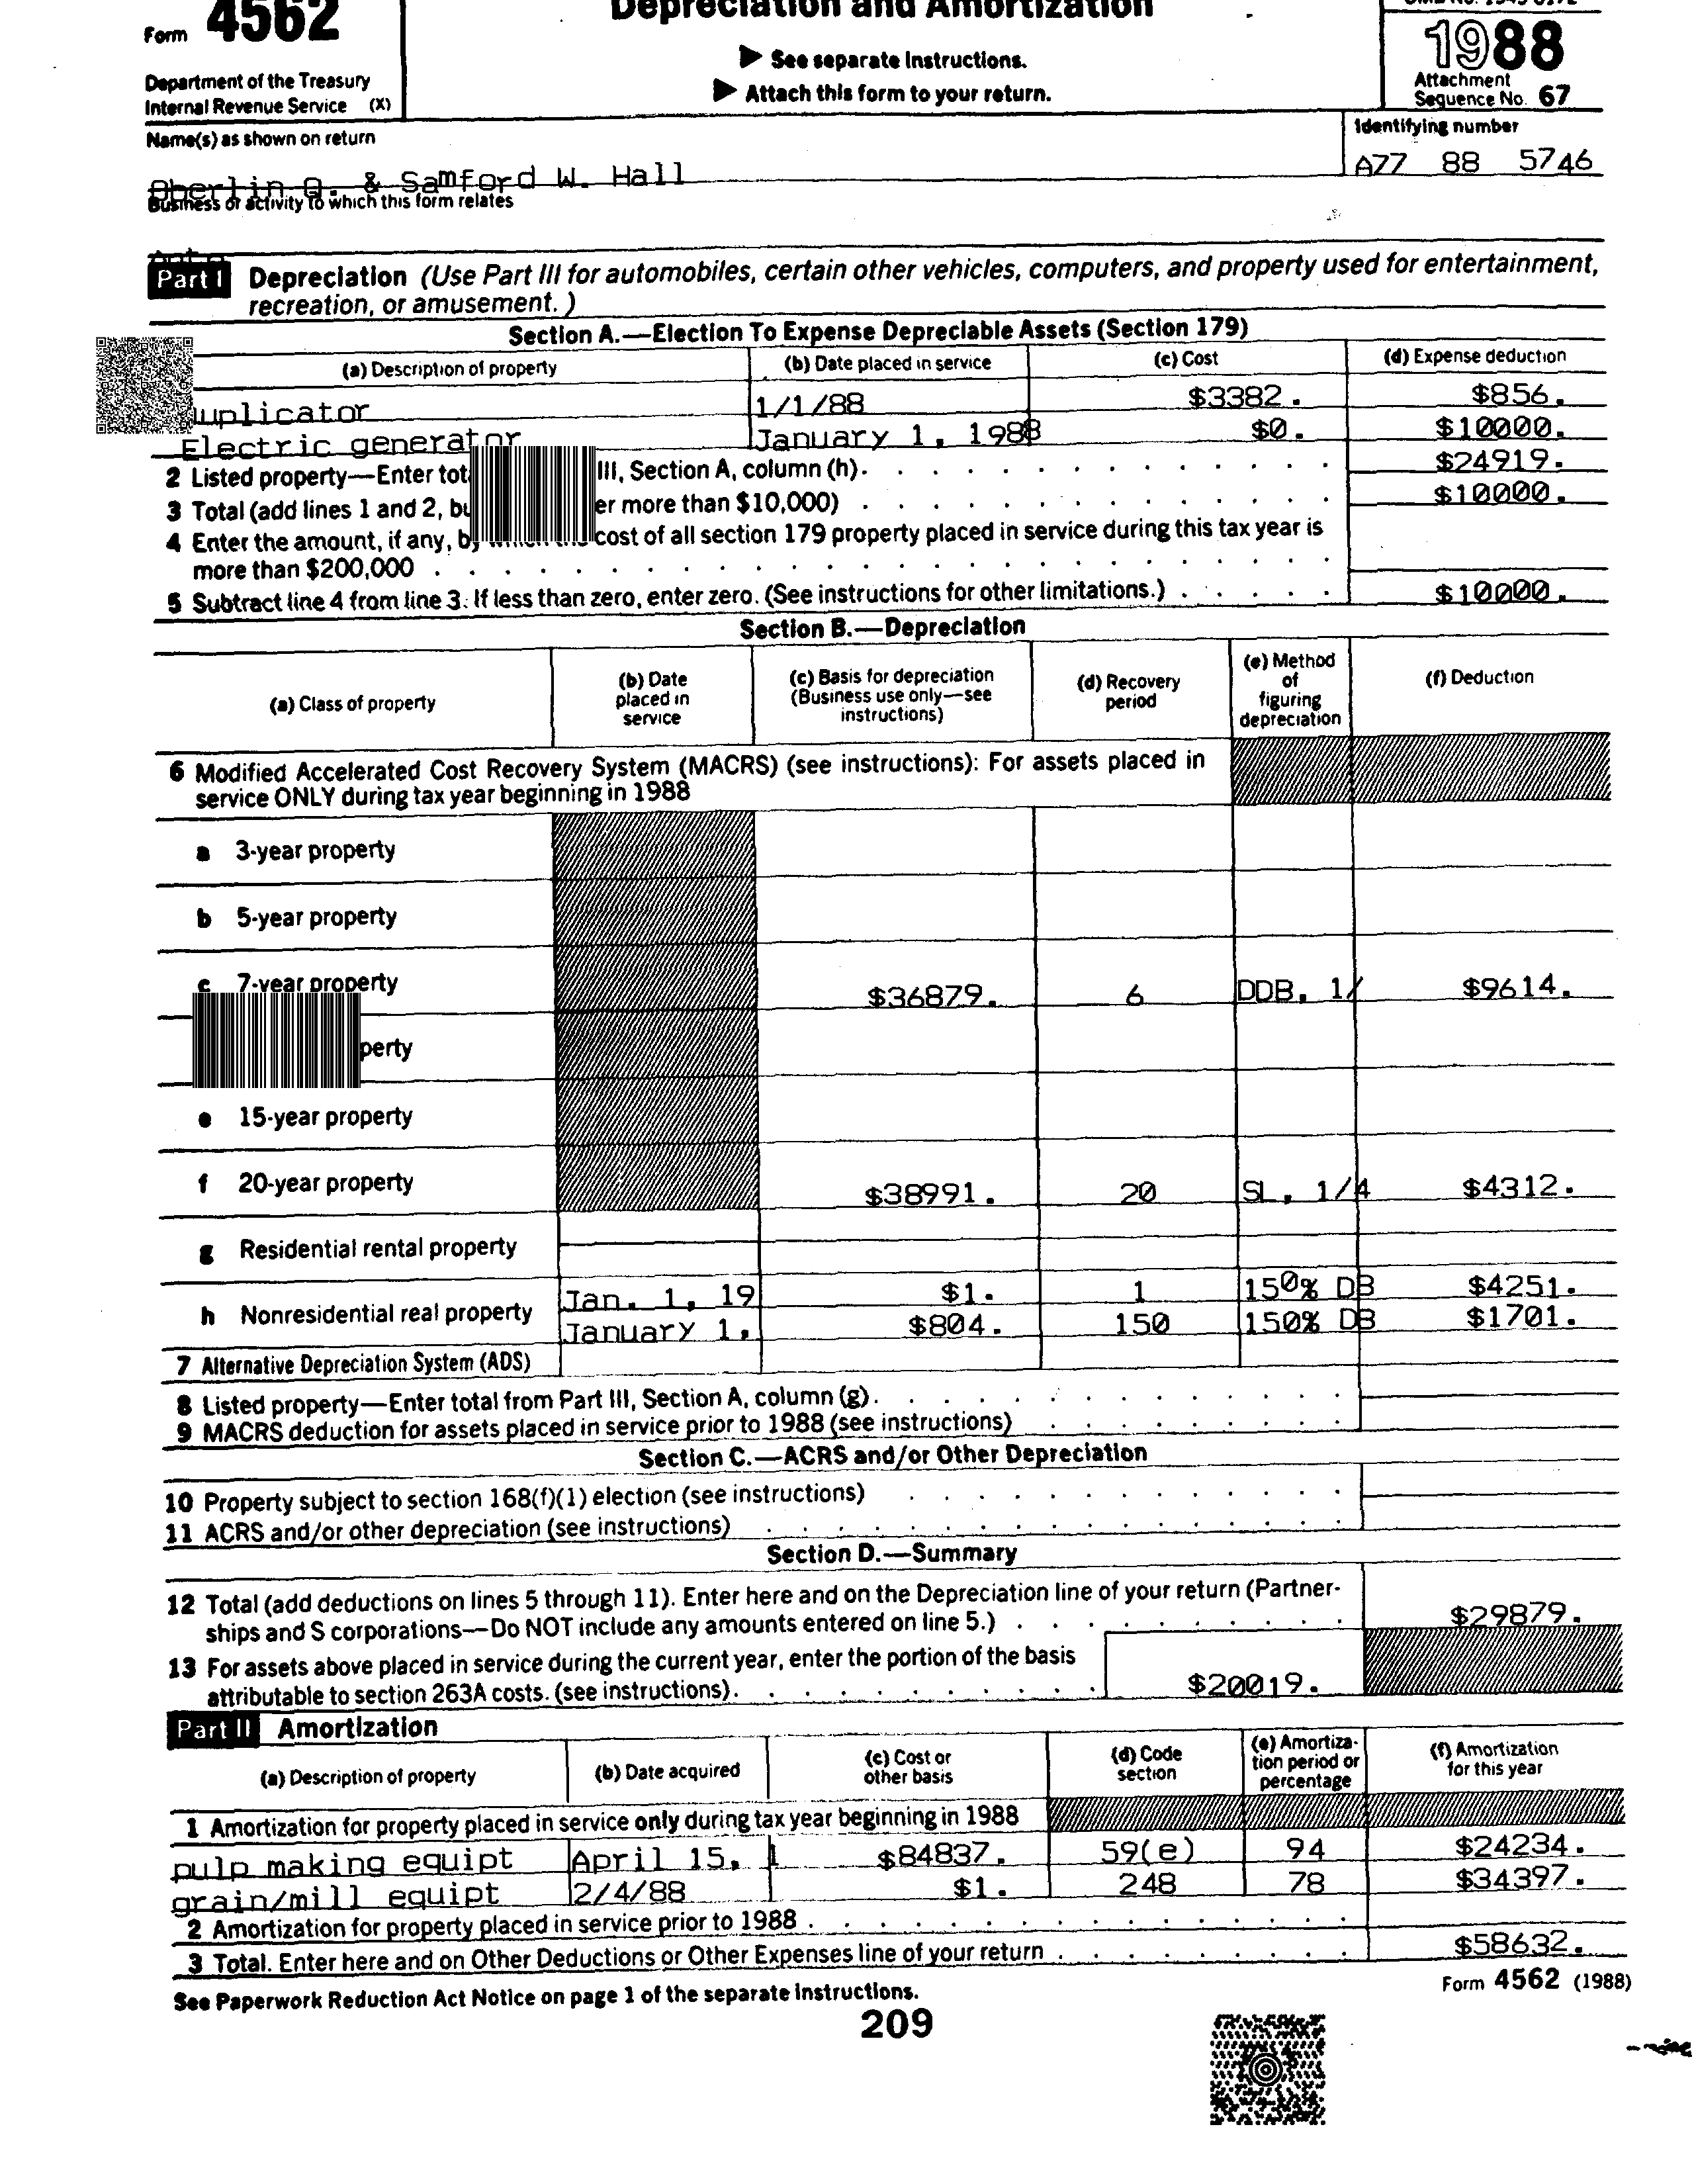 Form 4562
Depreciation and Amortization
▶ See separate instructions.
▶ Attach this form to your return.
1988
Attachment
Sequence No. 67
Department of the Treasury
Internal Revenue Service (X)
Name(s) as shown on return
Identifying number
Oberlin Q. & Samford W. Hall
A77 88 5746
Business or activity to which this form relates
Part I Depreciation (Use Part III for automobiles, certain other vehicles, computers, and property used for entertainment,
recreation, or amusement.)
Section A.—Election To Expense Depreciable Assets (Section 179)
(a) Description of property (b) Date placed in service (c) Cost (d) Expense deduction
uplicator 1/1/88 $3382. $856.
Electric generator January 1, 1988 $0. $10000.
2 Listed property—Enter tot III, Section A, column (h). $24919.
3 Total (add lines 1 and 2, bu er more than $10,000) $10000.
4 Enter the amount, if any, by which the cost of all section 179 property placed in service during this tax year is
more than $200,000
5 Subtract line 4 from line 3. If less than zero, enter zero. (See instructions for other limitations.) $10000.
Section B.—Depreciation
(a) Class of property (b) Date placed in service (c) Basis for depreciation (Business use only—see instructions) (d) Recovery period (e) Method of figuring depreciation (f) Deduction
6 Modified Accelerated Cost Recovery System (MACRS) (see instructions): For assets placed in
service ONLY during tax year beginning in 1988
a 3-year property
b 5-year property
c 7-year property $36879. 6 DDB, 1/ $9614.
perty
e 15-year property
f 20-year property $38991. 20 SL, 1/4 $4312.
g Residential rental property
h Nonresidential real property Jan. 1, 19 $1. 1 150% DB $4251.
January 1, $804. 150 150% DB $1701.
7 Alternative Depreciation System (ADS)
8 Listed property—Enter total from Part III, Section A, column (g).
9 MACRS deduction for assets placed in service prior to 1988 (see instructions)
Section C.—ACRS and/or Other Depreciation
10 Property subject to section 168(f)(1) election (see instructions)
11 ACRS and/or other depreciation (see instructions)
Section D.—Summary
12 Total (add deductions on lines 5 through 11). Enter here and on the Depreciation line of your return (Partner-
ships and S corporations—Do NOT include any amounts entered on line 5.) $29879.
13 For assets above placed in service during the current year, enter the portion of the basis
attributable to section 263A costs. (see instructions). $20019.
Part II Amortization
(a) Description of property (b) Date acquired (c) Cost or other basis (d) Code section (e) Amortiza-tion period or percentage (f) Amortization for this year
1 Amortization for property placed in service only during tax year beginning in 1988
pulp making equipt April 15, 1 $84837. 59(e) 94 $24234.
grain/mill equipt 2/4/88 $1. 248 78 $34397.
2 Amortization for property placed in service prior to 1988
3 Total. Enter here and on Other Deductions or Other Expenses line of your return $58632.
See Paperwork Reduction Act Notice on page 1 of the separate instructions.
Form 4562 (1988)
209